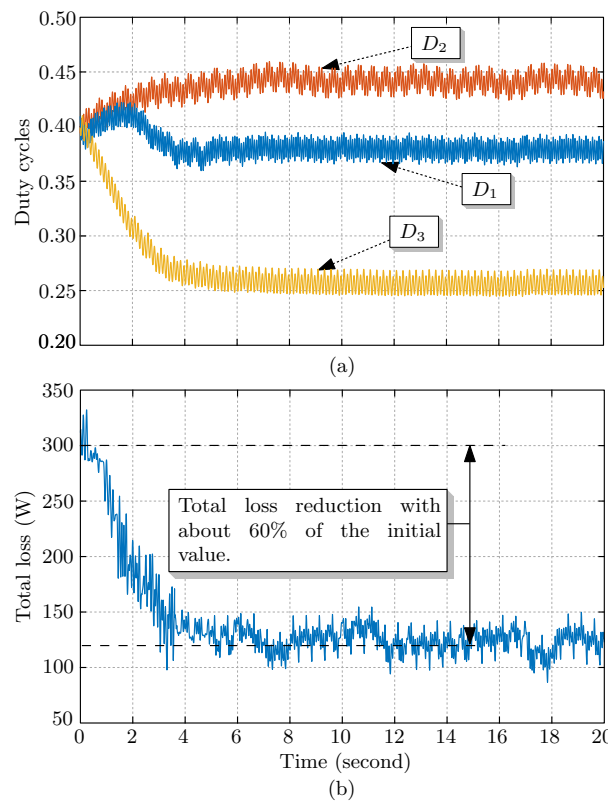 0.50
0.45
0.40
0.35
0.30
0.25
0.20
Duty cycles
D2
D1
D3
(a)
300
250
200
150
100
50
Total loss (W)
Total loss reduction with
about 60% of the initial
value.
0 2 4 6 8 10 12 14 16 18 20
Time (second)
(b)